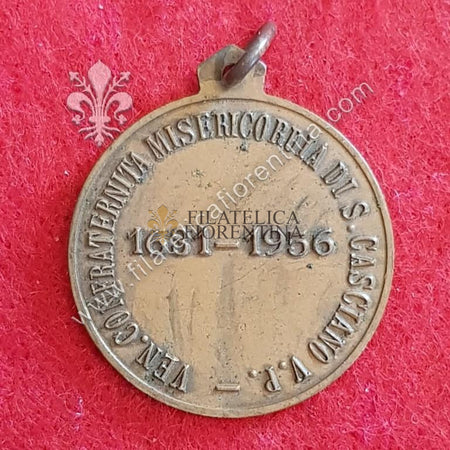 VEN. CONFRATERNITA MISERICORDIA DI S. CASCIANO V.P.
FILATELICA
FIORENTINA
1631-1956
www.filatelicafiorentina.com